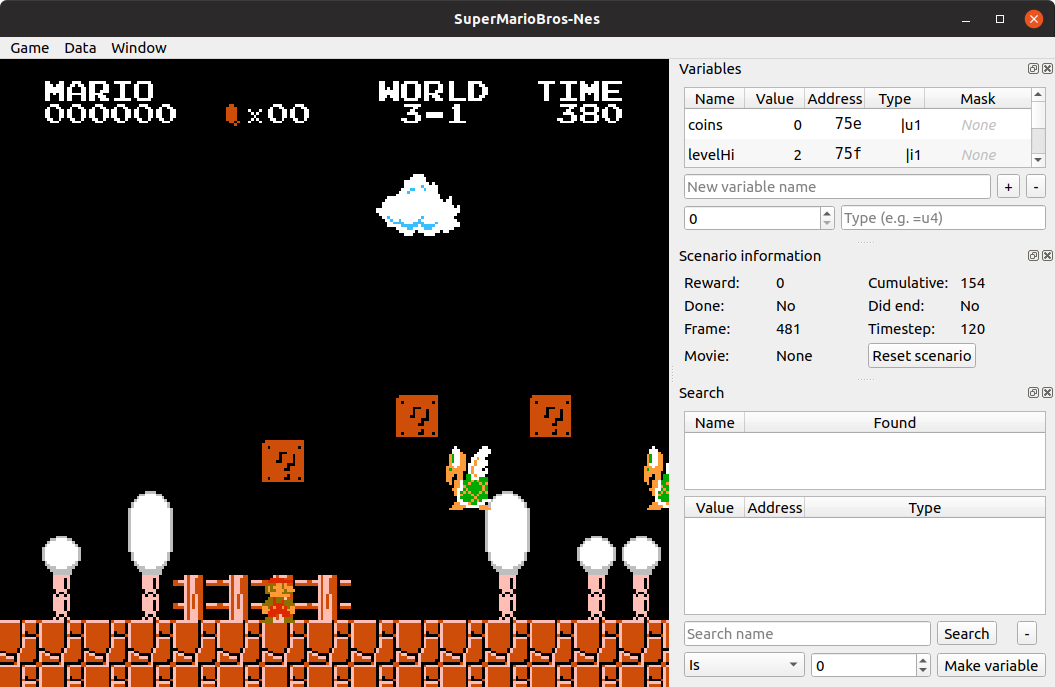 SuperMarioBros-Nes
Game Data Window
MARIO WORLD TIME
000000 x00 3-1 380
? ? ?
Variables
Name Value Address Type Mask
coins 0 75e |u1 None
levelHi 2 75f |i1 None
New variable name + -
0 Type (e.g. =u4)
Scenario information
Reward: 0 Cumulative: 154
Done: No Did end: No
Frame: 481 Timestep: 120
Movie: None Reset scenario
Search
Name Found
Value Address Type
Search name Search -
Is 0 Make variable